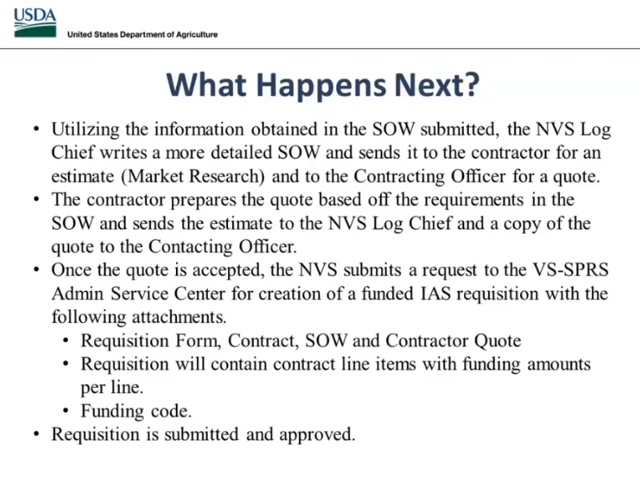 USDA
United States Department of Agriculture
What Happens Next?
• Utilizing the information obtained in the SOW submitted, the NVS Log
Chief writes a more detailed SOW and sends it to the contractor for an
estimate (Market Research) and to the Contracting Officer for a quote.
• The contractor prepares the quote based off the requirements in the
SOW and sends the estimate to the NVS Log Chief and a copy of the
quote to the Contacting Officer.
• Once the quote is accepted, the NVS submits a request to the VS-SPRS
Admin Service Center for creation of a funded IAS requisition with the
following attachments.
• Requisition Form, Contract, SOW and Contractor Quote
• Requisition will contain contract line items with funding amounts
per line.
• Funding code.
• Requisition is submitted and approved.